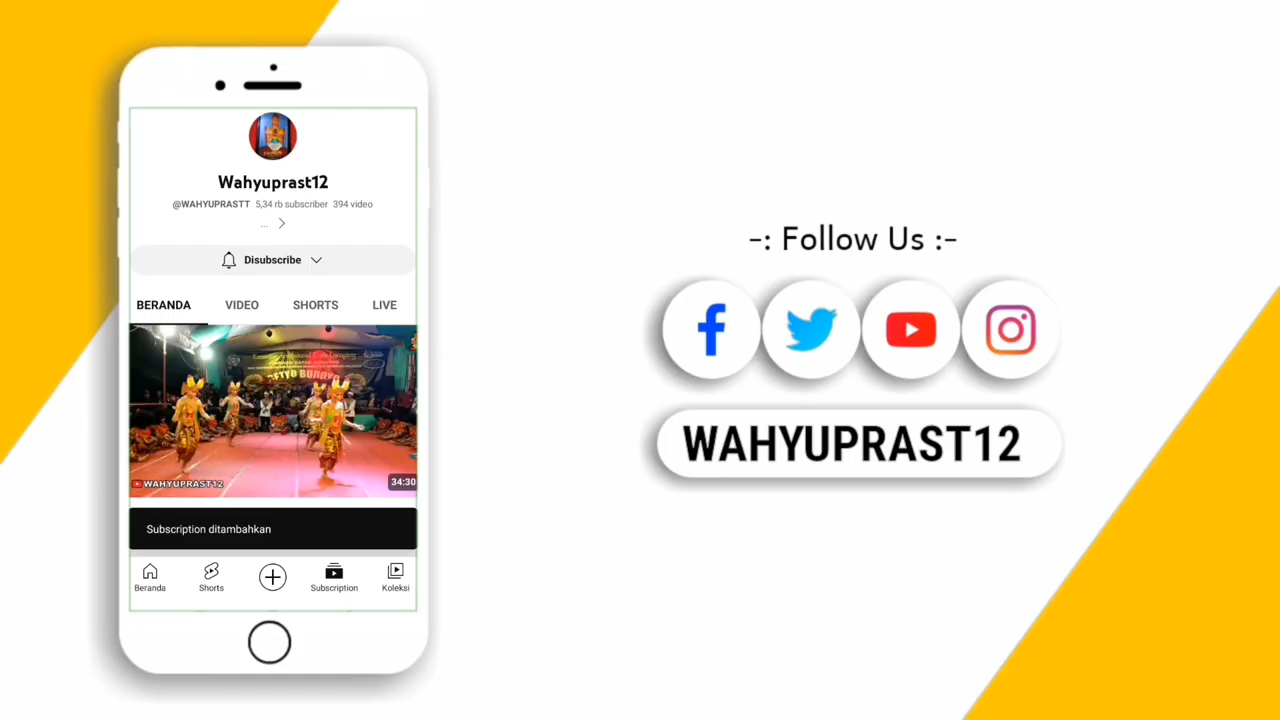 Wahyuprast12
@WAHYUPRASTT 5,34 rb subscriber 394 video
...
Disubscribe
BERANDA VIDEO SHORTS LIVE
WAHYUPRAST12
34:30
Subscription ditambahkan
Beranda Shorts Subscription Koleksi
-: Follow Us :-
WAHYUPRAST12